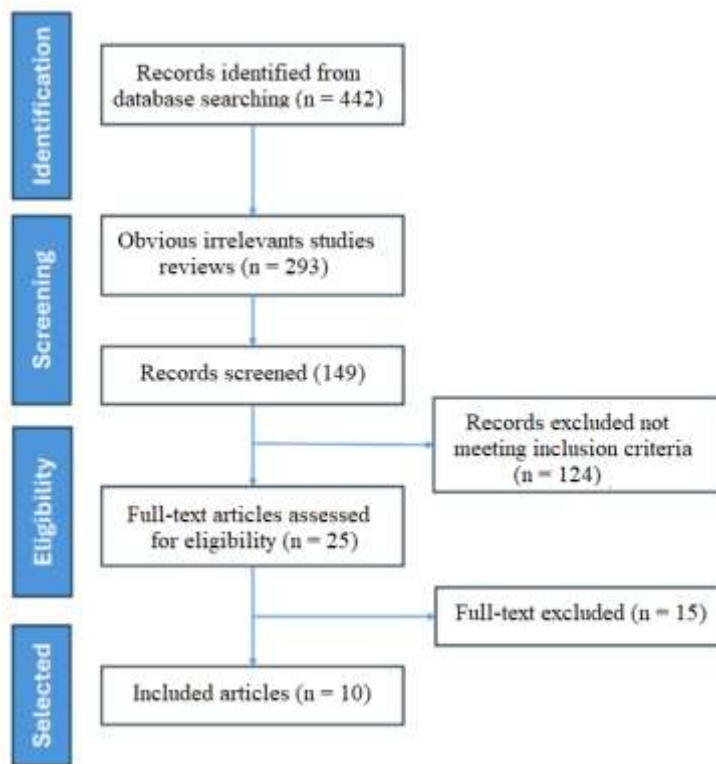 Identification
Records identified from
database searching (n = 442)
Screening
Obvious irrelevants studies
reviews (n = 293)
Records screened (149)
Records excluded not
meeting inclusion criteria
(n = 124)
Eligibility
Full-text articles assessed
for eligibility (n = 25)
Full-text excluded (n = 15)
Selected
Included articles (n = 10)